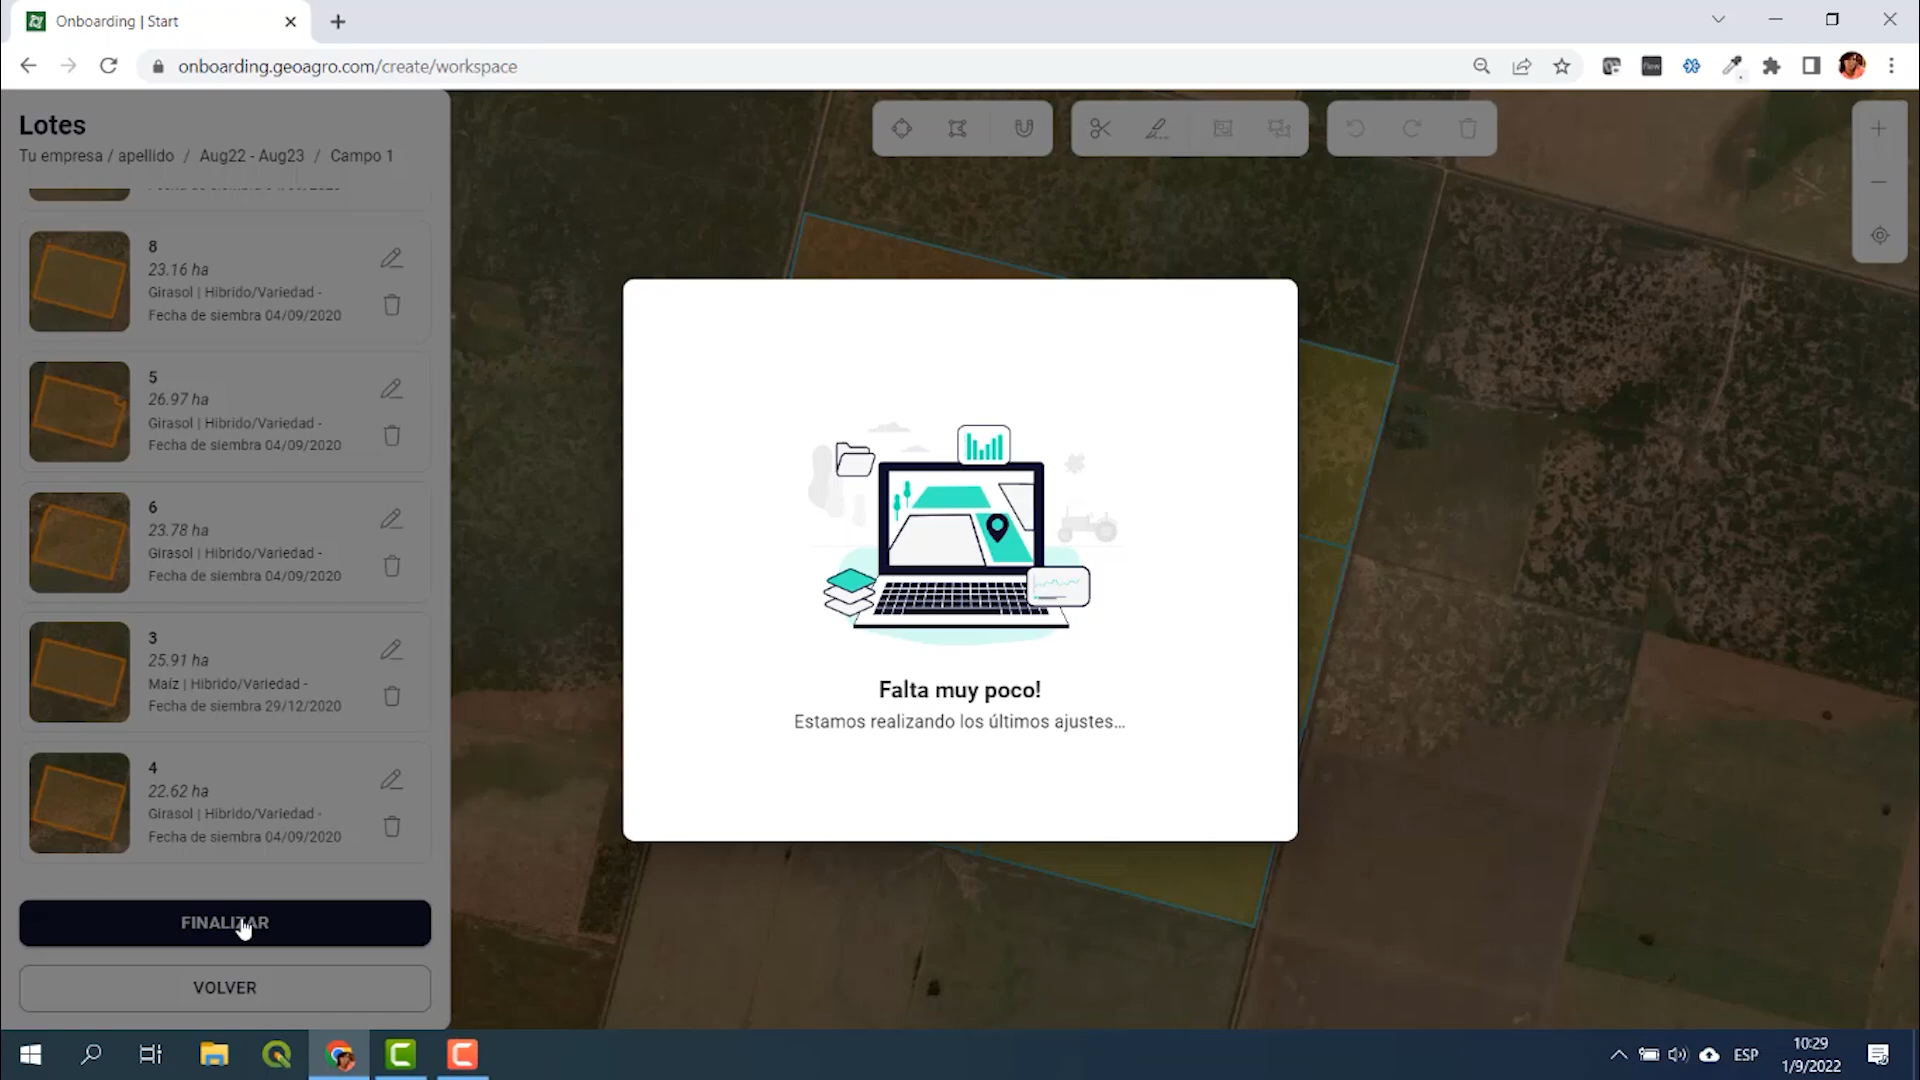 Onboarding | Start
onboarding.geoagro.com/create/workspace
Lotes
Tu empresa / apellido / Aug22 - Aug23 / Campo 1
8
23.16 ha
Girasol | Hibrido/Variedad -
Fecha de siembra 04/09/2020
5
26.97 ha
Girasol | Hibrido/Variedad -
Fecha de siembra 04/09/2020
6
23.78 ha
Girasol | Hibrido/Variedad -
Fecha de siembra 04/09/2020
3
25.91 ha
Maíz | Hibrido/Variedad -
Fecha de siembra 29/12/2020
4
22.62 ha
Girasol | Hibrido/Variedad -
Fecha de siembra 04/09/2020
FINALIZAR
VOLVER
Falta muy poco!
Estamos realizando los últimos ajustes...
ESP
10:29
1/9/2022